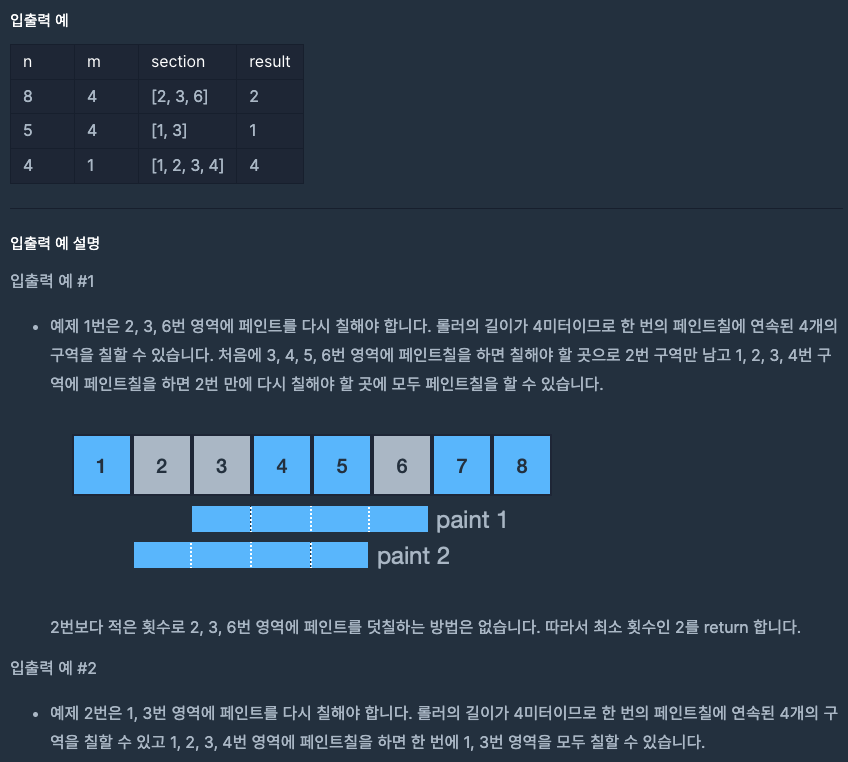 입출력 예
n m section result
8 4 [2, 3, 6] 2
5 4 [1, 3] 1
4 1 [1, 2, 3, 4] 4
입출력 예 설명
입출력 예 #1
• 예제 1번은 2, 3, 6번 영역에 페인트를 다시 칠해야 합니다. 롤러의 길이가 4미터이므로 한 번의 페인트칠에 연속된 4개의
구역을 칠할 수 있습니다. 처음에 3, 4, 5, 6번 영역에 페인트칠을 하면 칠해야 할 곳으로 2번 구역만 남고 1, 2, 3, 4번 구
역에 페인트칠을 하면 2번 만에 다시 칠해야 할 곳에 모두 페인트칠을 할 수 있습니다.
1 2 3 4 5 6 7 8
paint 1
paint 2
2번보다 적은 횟수로 2, 3, 6번 영역에 페인트를 덧칠하는 방법은 없습니다. 따라서 최소 횟수인 2를 return 합니다.
입출력 예 #2
• 예제 2번은 1, 3번 영역에 페인트를 다시 칠해야 합니다. 롤러의 길이가 4미터이므로 한 번의 페인트칠에 연속된 4개의 구
역을 칠할 수 있고 1, 2, 3, 4번 영역에 페인트칠을 하면 한 번에 1, 3번 영역을 모두 칠할 수 있습니다.